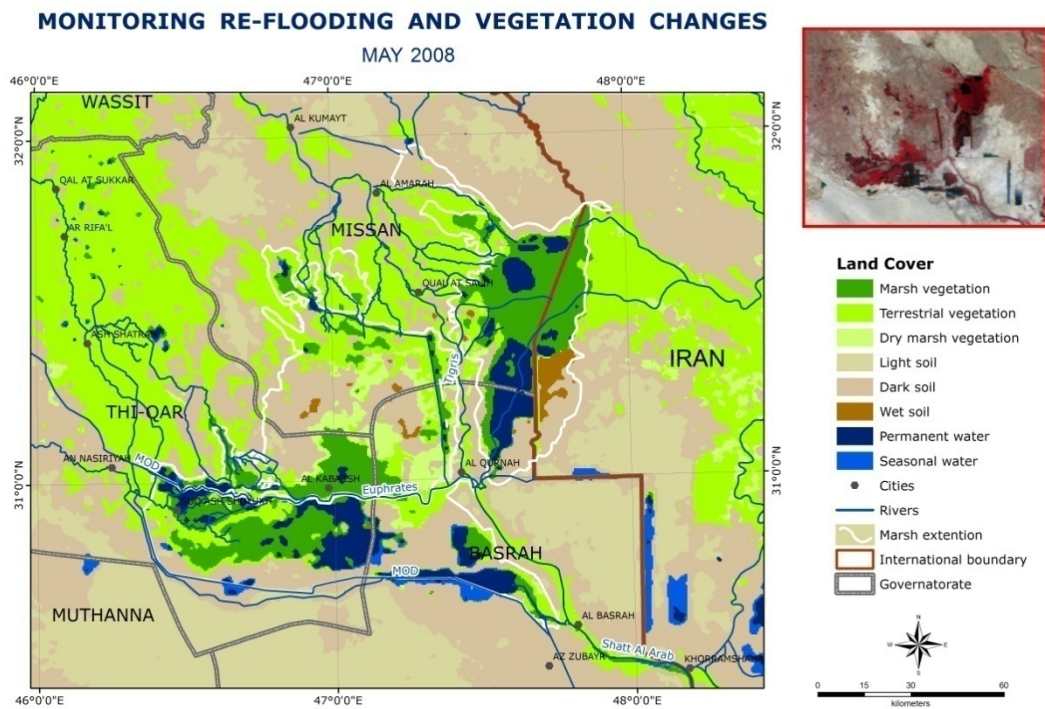 MONITORING RE-FLOODING AND VEGETATION CHANGES
MAY 2008
46°0'0"E
47°0'0"E
48°0'0"E
WASSIT
AL KUMAYT
32°0'0"N
32°0'0"N
QAL AT SUKKAR
AL AMARAH
AR RIFA'L
MISSAN
QUAL AT SALIH
ASH SHATRAH
Tigris
IRAN
THI-QAR
AN NASIRIYAH
MOD
AL KABAESH
AL QURNAH
31°0'0"N
31°0'0"N
Euphrates
BASRAH
MOD
MUTHANNA
AL BASRAH
Shatt Al Arab
AZ ZUBAYR
46°0'0"E
47°0'0"E
48°0'0"E
Land Cover
Marsh vegetation
Terrestrial vegetation
Dry marsh vegetation
Light soil
Dark soil
Wet soil
Permanent water
Seasonal water
Cities
Rivers
Marsh extention
International boundary
Governatorate
N
W
E
S
0 15 30 60
kilometers